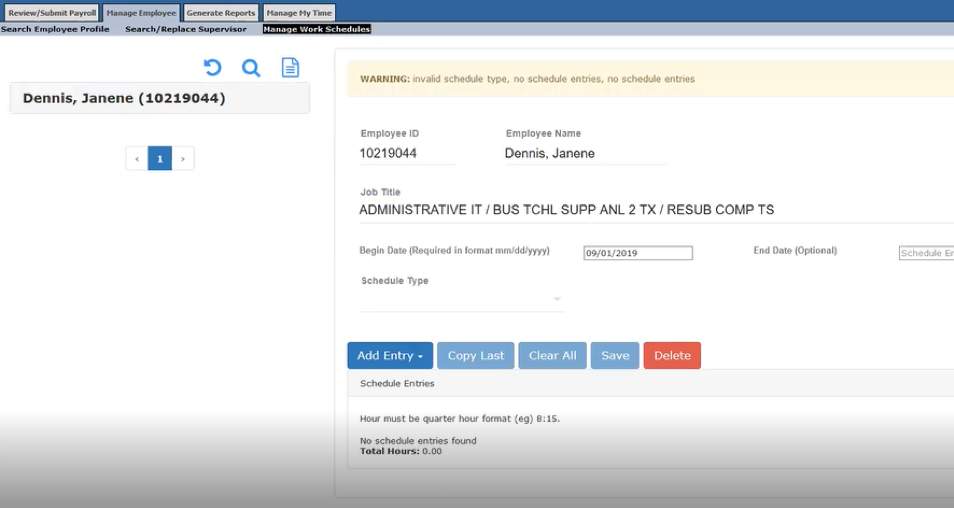 Review/Submit Payroll Manage Employee Generate Reports Manage My Time
Search Employee Profile Search/Replace Supervisor Manage Work Schedules
Dennis, Janene (10219044)
‹ 1 ›
WARNING: invalid schedule type, no schedule entries, no schedule entries
Employee ID Employee Name
10219044 Dennis, Janene
Job Title
ADMINISTRATIVE IT / BUS TCHL SUPP ANL 2 TX / RESUB COMP TS
Begin Date (Required in format mm/dd/yyyy) 09/01/2019 End Date (Optional) Schedule En
Schedule Type
Add Entry Copy Last Clear All Save Delete
Schedule Entries
Hour must be quarter hour format (eg) 8:15.
No schedule entries found
Total Hours: 0.00